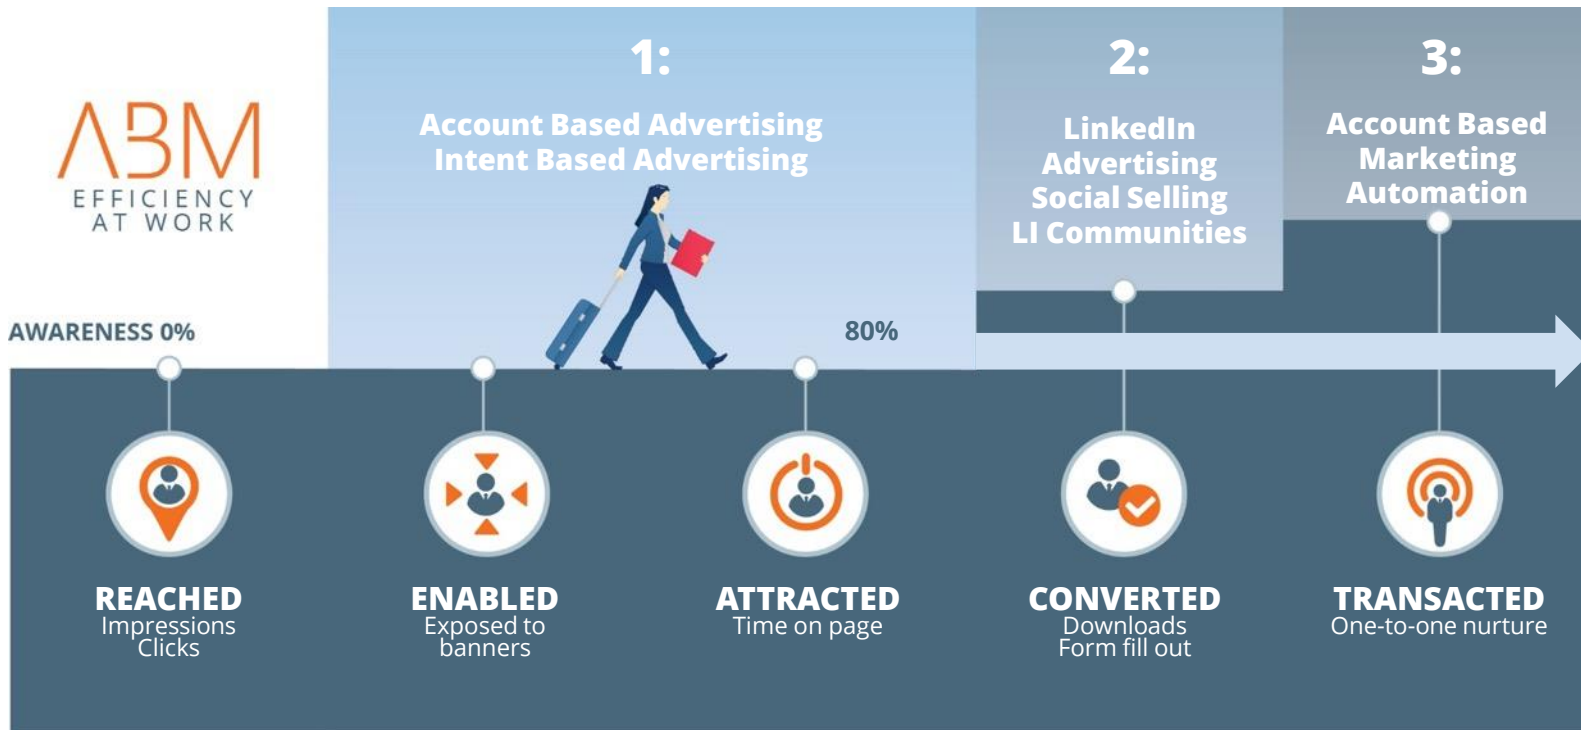 ABM
EFFICIENCY
AT WORK
1:
Account Based Advertising
Intent Based Advertising
2:
LinkedIn
Advertising
Social Selling
LI Communities
3:
Account Based
Marketing
Automation
AWARENESS 0%
80%
REACHED
Impressions
Clicks
ENABLED
Exposed to
banners
ATTRACTED
Time on page
CONVERTED
Downloads
Form fill out
TRANSACTED
One-to-one nurture